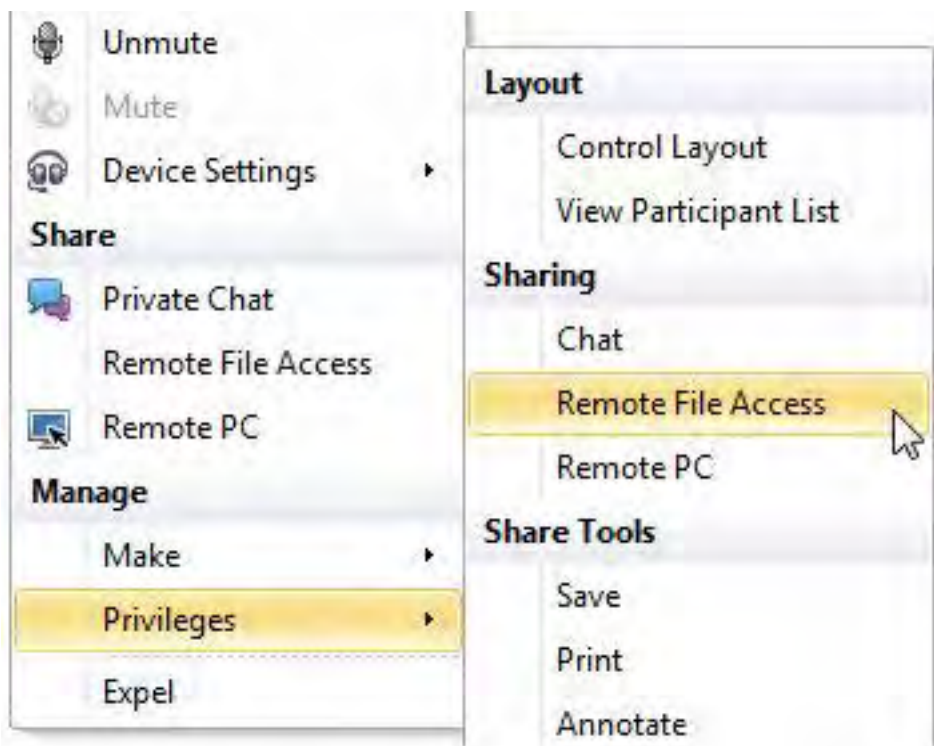 Unmute
Mute
Device Settings
Share
Private Chat
Remote File Access
Remote PC
Manage
Make
Privileges
Expel
Layout
Control Layout
View Participant List
Sharing
Chat
Remote File Access
Remote PC
Share Tools
Save
Print
Annotate